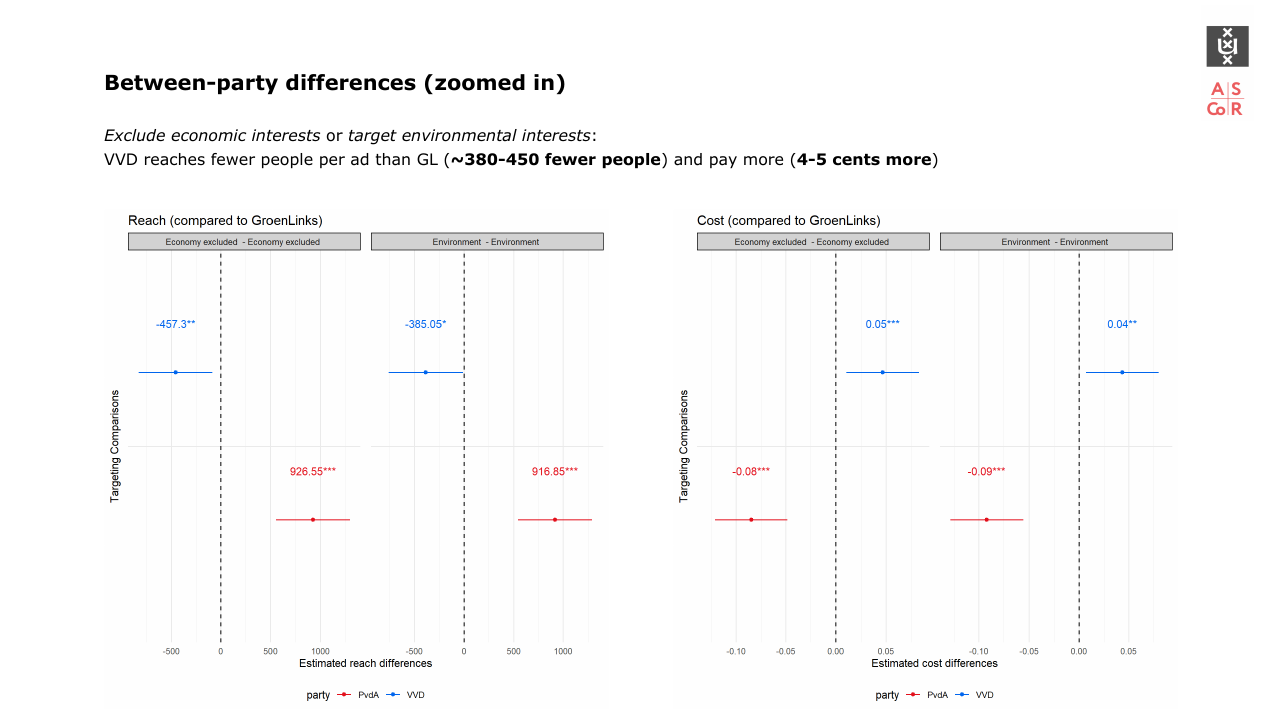 A S
Co R
Between-party differences (zoomed in)
Exclude economic interests or target environmental interests:
VVD reaches fewer people per ad than GL (~380-450 fewer people) and pay more (4-5 cents more)
Reach (compared to GroenLinks)
Economy excluded - Economy excluded
Environment - Environment
-457.3**
-385.05*
926.55***
916.85***
Targeting Comparisons
-500 0 500 1000
-500 0 500 1000
Estimated reach differences
party PvdA VVD
Cost (compared to GroenLinks)
Economy excluded - Economy excluded
Environment - Environment
0.05***
0.04**
-0.08***
-0.09***
Targeting Comparisons
-0.10 -0.05 0.00 0.05
-0.10 -0.05 0.00 0.05
Estimated cost differences
party PvdA VVD